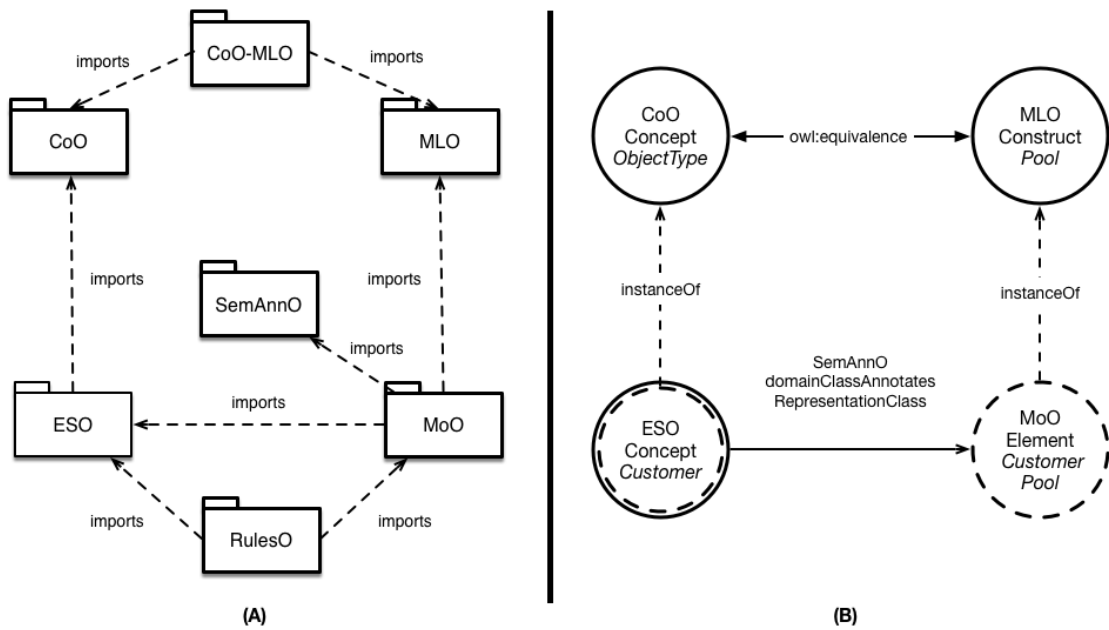 CoO-MLO
imports
imports
CoO
MLO
imports
imports
SemAnnO
imports
imports
ESO
MoO
imports
imports
RulesO
(A)
CoO
Concept
ObjectType
owl:equivalence
MLO
Construct
Pool
instanceOf
instanceOf
SemAnnO
domainClassAnnotates
RepresentationClass
ESO
Concept
Customer
MoO
Element
Customer
Pool
(B)